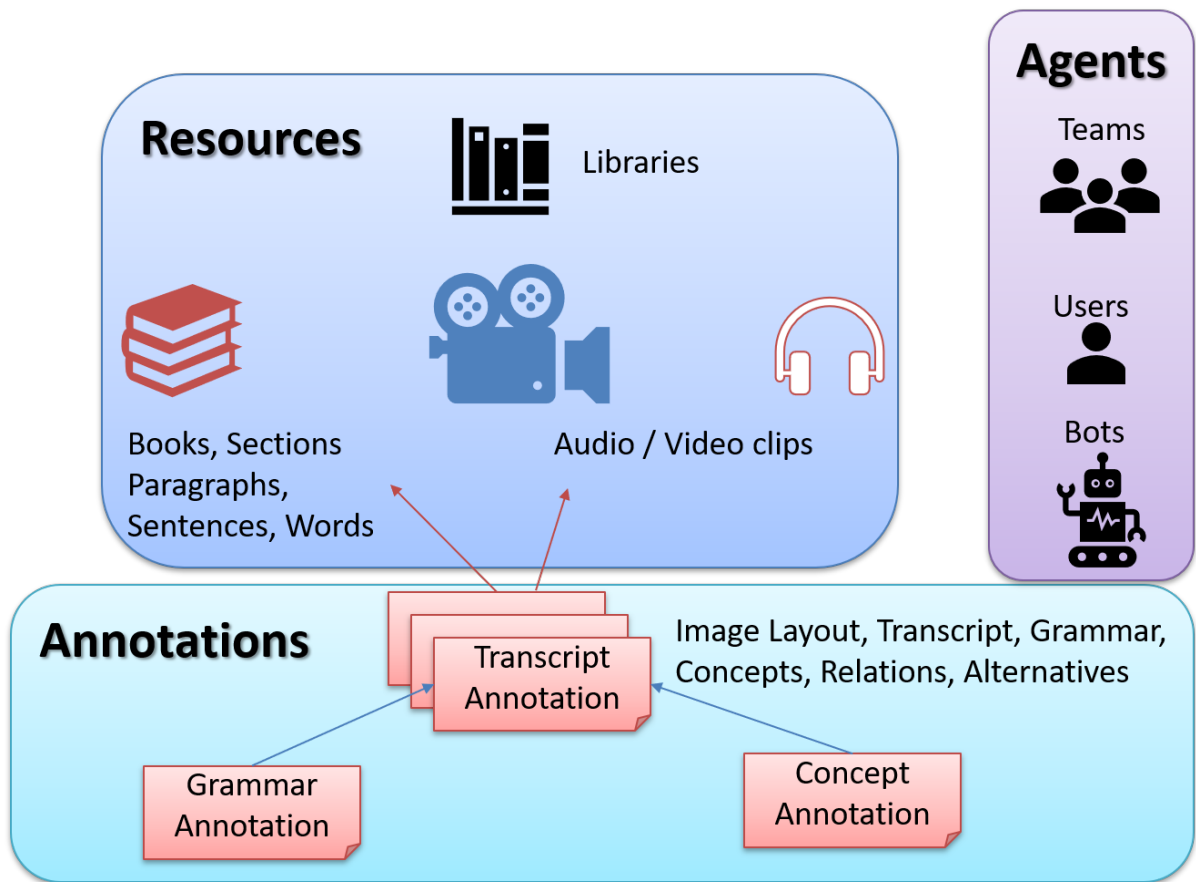 Resources
Libraries
Books, Sections
Paragraphs,
Sentences, Words
Audio / Video clips
Agents
Teams
Users
Bots
Annotations
Transcript
Annotation
Image Layout, Transcript, Grammar,
Concepts, Relations, Alternatives
Grammar
Annotation
Concept
Annotation